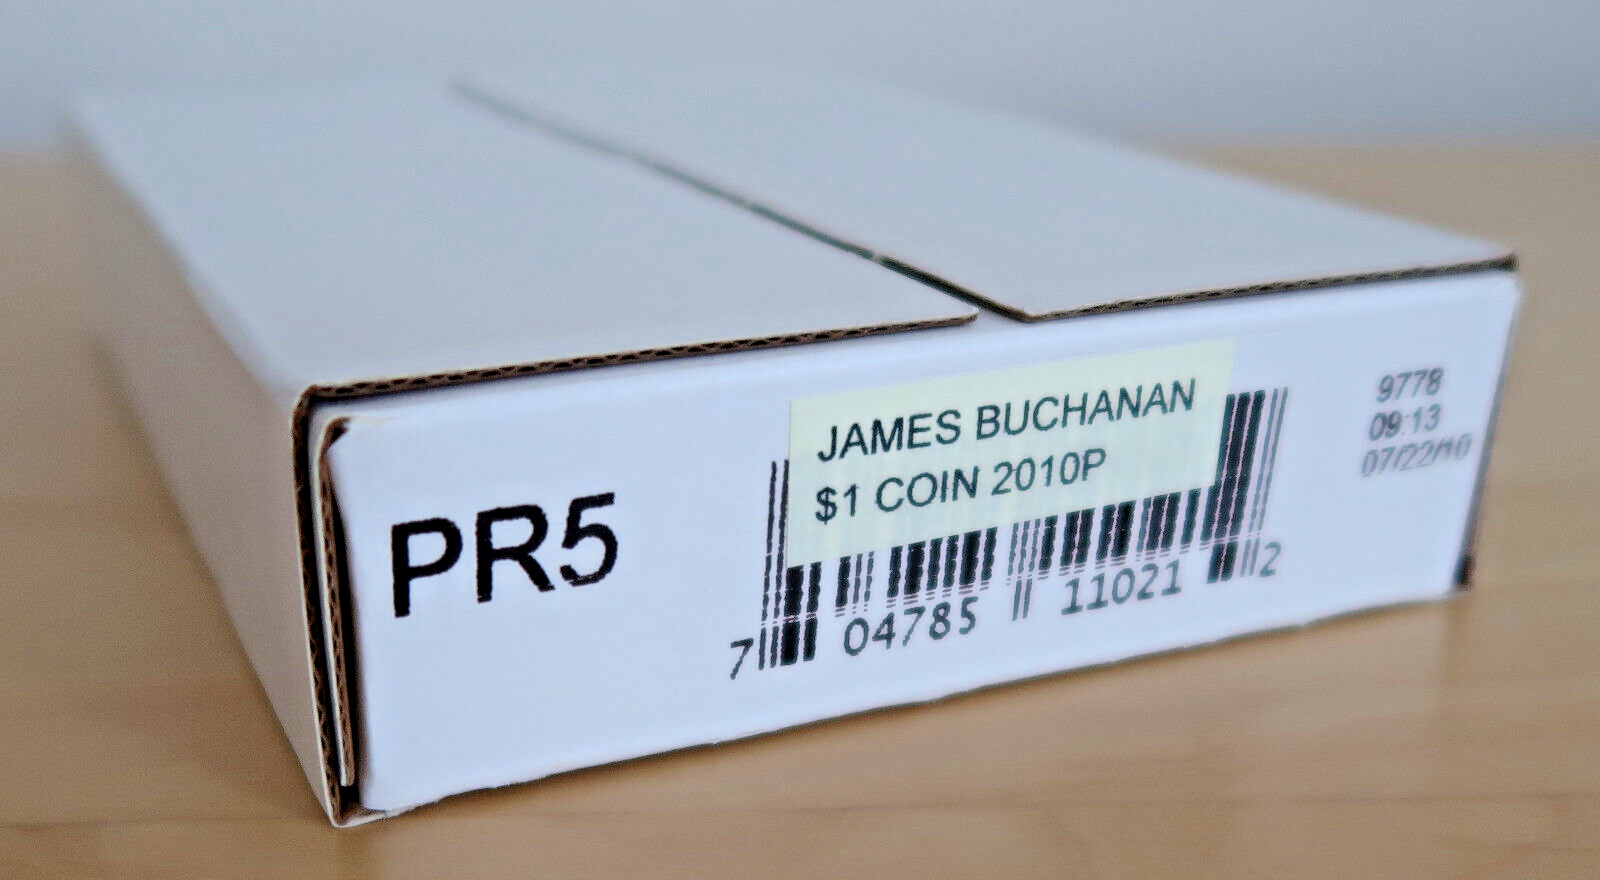 PR5
JAMES BUCHANAN
$1 COIN 2010P
7 04785 11021 2
9778
09:13
07/22/10